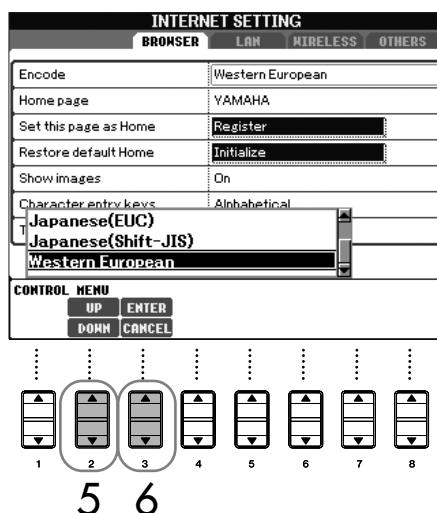 INTERNET SETTING
BROWSER LAN WIRELESS OTHERS
Encode Western European
Home page YAMAHA
Set this page as Home Register
Restore default Home Initialize
Show images On
Character entry keys Alphabetical
T
Japanese(EUC)
Japanese(Shift-JIS)
Western European
CONTROL MENU
UP ENTER
DOWN CANCEL
1 2 3 4 5 6 7 8
5 6